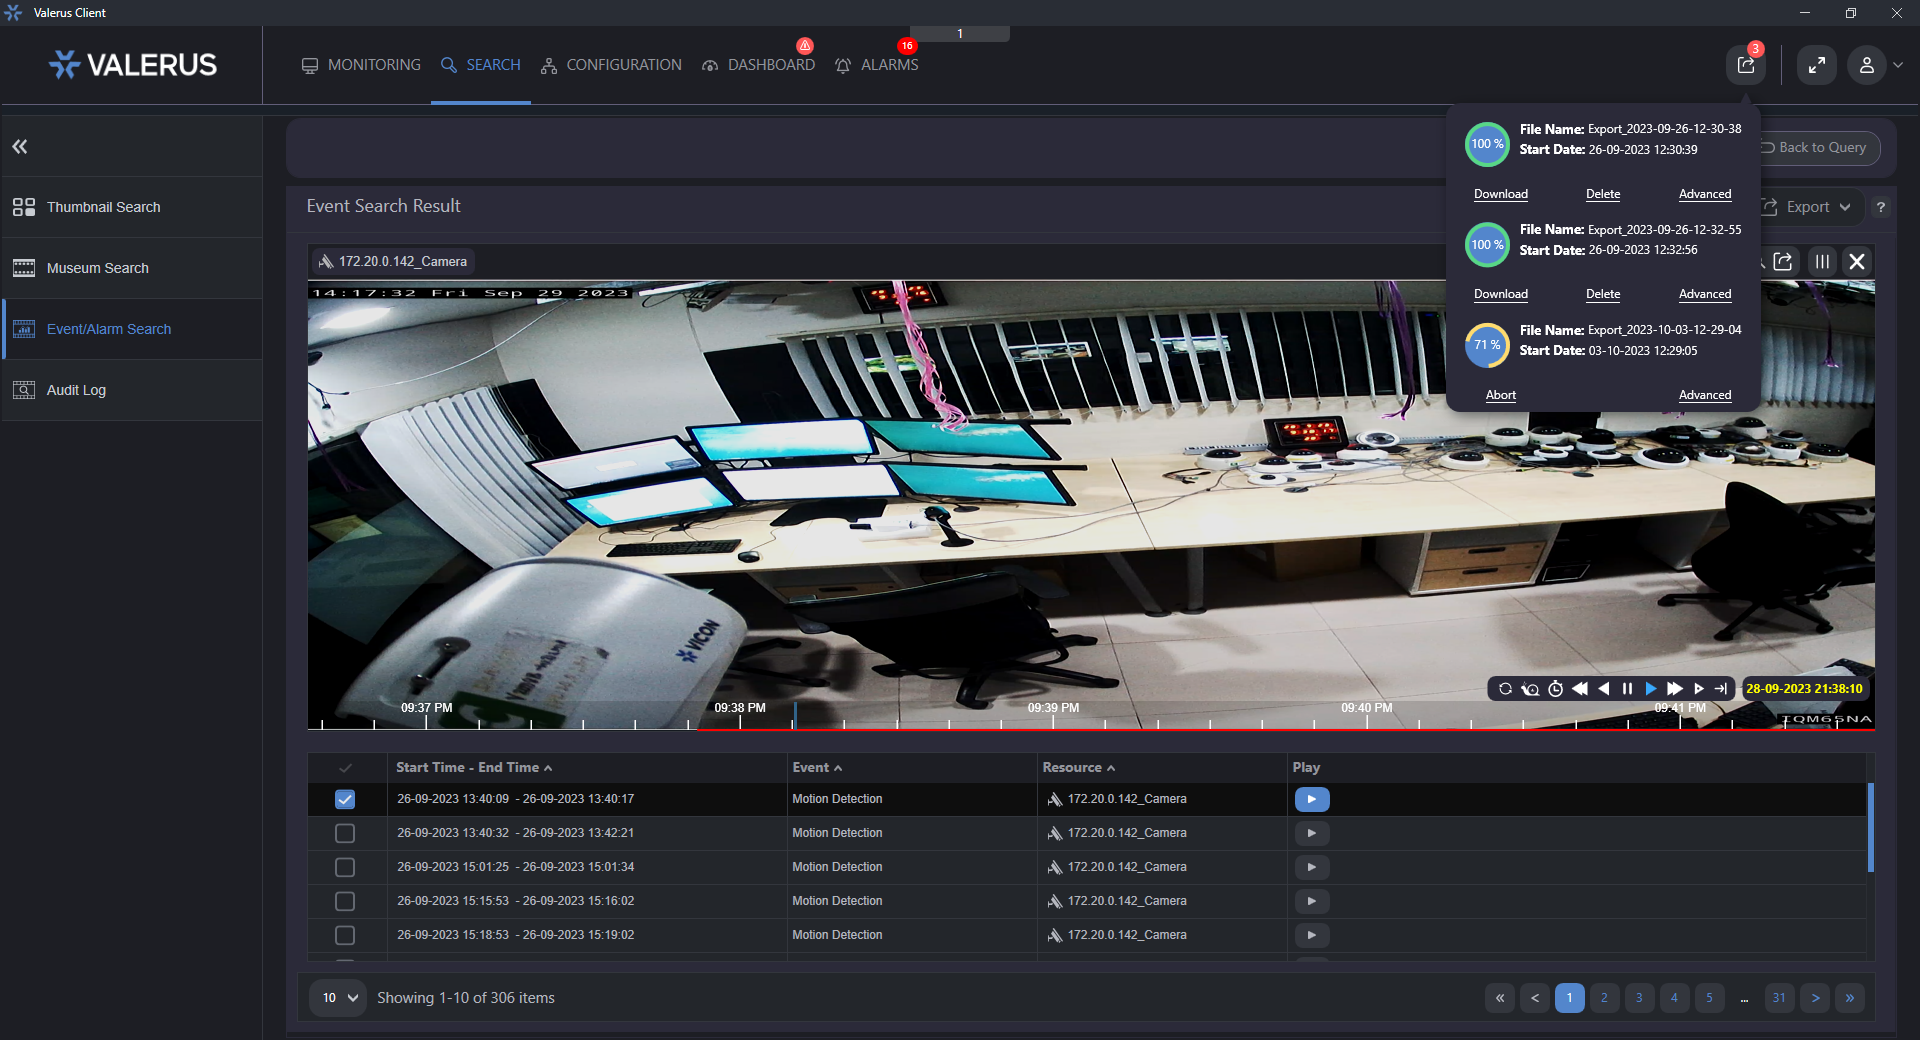 Valerus Client
1
VALERUS
MONITORING
SEARCH
CONFIGURATION
DASHBOARD
16
ALARMS
3
100 %
File Name: Export_2023-09-26-12-30-38
Start Date: 26-09-2023 12:30:39
Download
Delete
Advanced
100 %
File Name: Export_2023-09-26-12-32-55
Start Date: 26-09-2023 12:32:56
Download
Delete
Advanced
71 %
File Name: Export_2023-10-03-12-29-04
Start Date: 03-10-2023 12:29:05
Abort
Advanced
Back to Query
Thumbnail Search
Museum Search
Event/Alarm Search
Audit Log
Event Search Result
Export
?
172.20.0.142_Camera
14:17:32 Fri Sep 29 2023
VICON
28-09-2023 21:38:10
09:37 PM
09:38 PM
09:39 PM
09:40 PM
09:41 PM
IQM65NA
Start Time - End Time
Event
Resource
Play
26-09-2023 13:40:09 - 26-09-2023 13:40:17
Motion Detection
172.20.0.142_Camera
26-09-2023 13:40:32 - 26-09-2023 13:42:21
Motion Detection
172.20.0.142_Camera
26-09-2023 15:01:25 - 26-09-2023 15:01:34
Motion Detection
172.20.0.142_Camera
26-09-2023 15:15:53 - 26-09-2023 15:16:02
Motion Detection
172.20.0.142_Camera
26-09-2023 15:18:53 - 26-09-2023 15:19:02
Motion Detection
172.20.0.142_Camera
10
Showing 1-10 of 306 items
« < 1 2 3 4 5 ... 31 > »